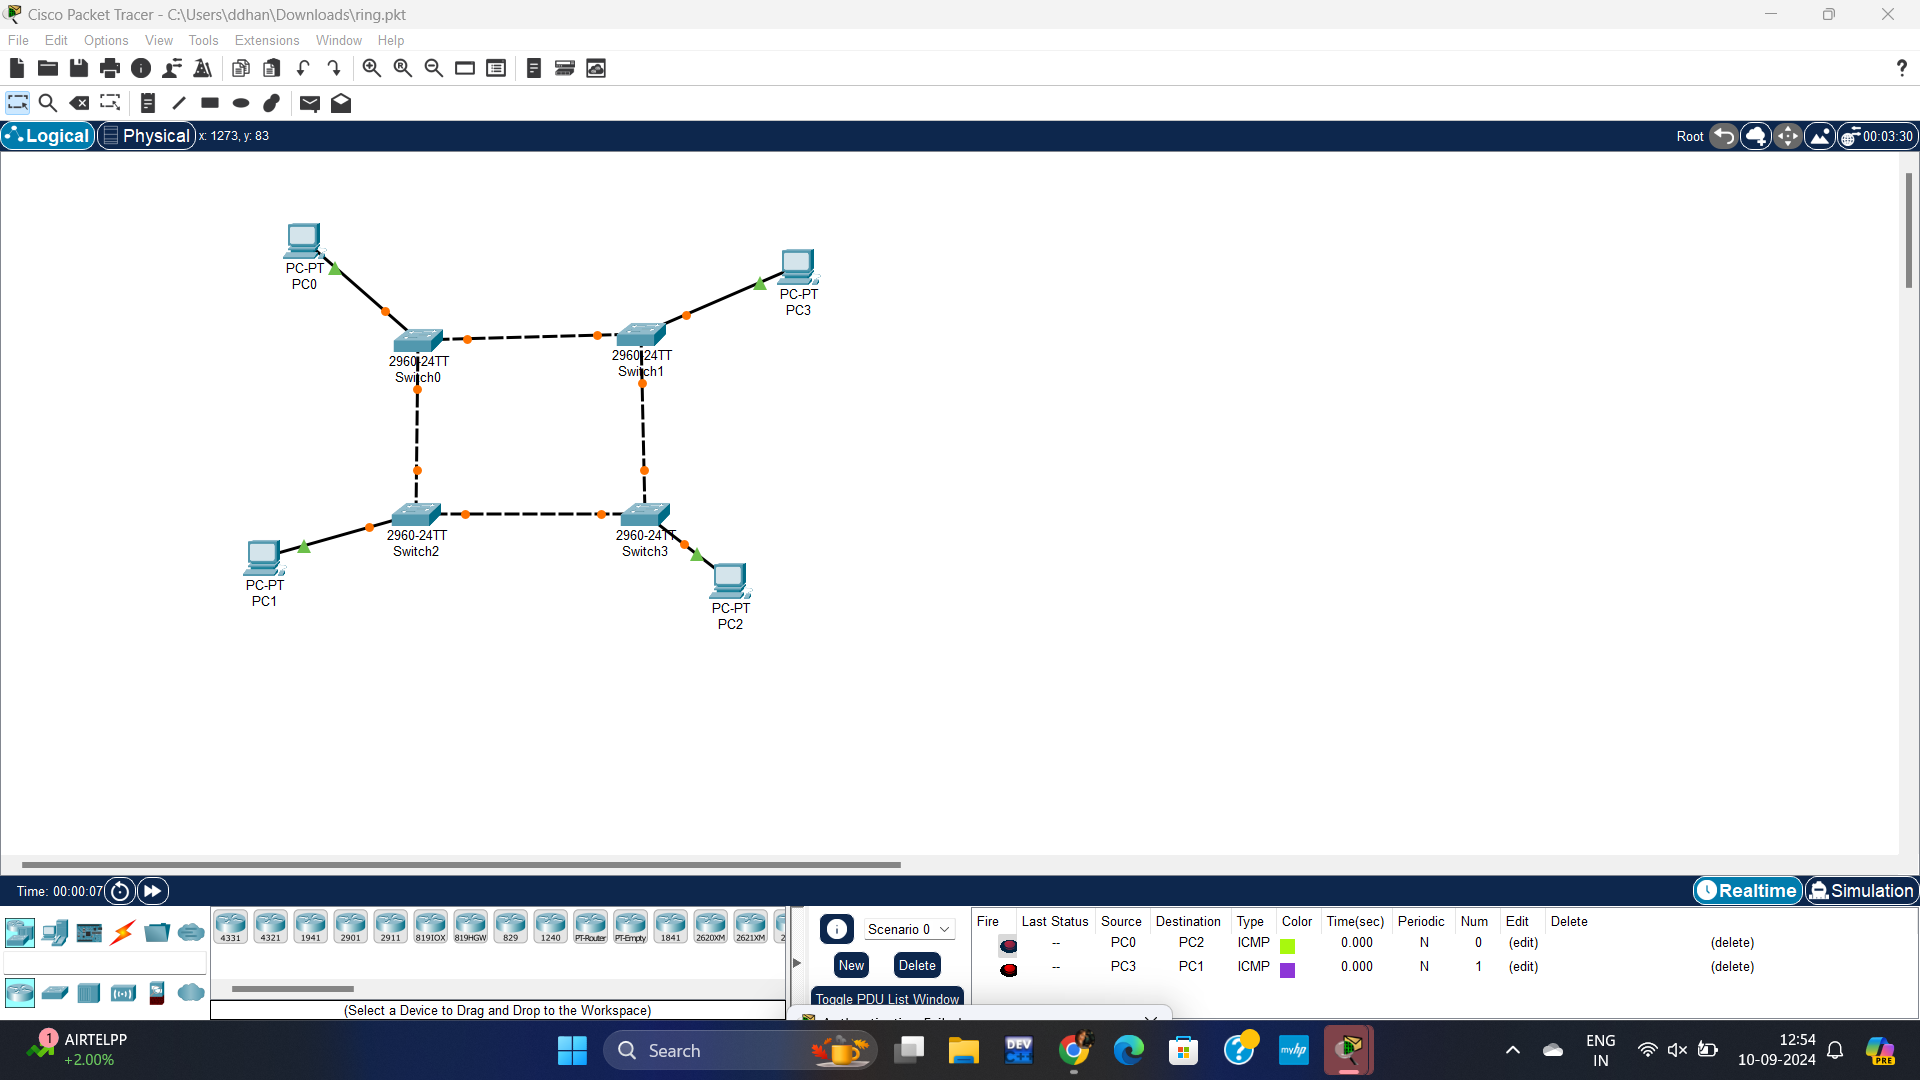 Cisco Packet Tracer - C:\Users\ddhan\Downloads\ring.pkt
File Edit Options View Tools Extensions Window Help
?
Logical Physical x: 1273, y: 83 Root 00:03:30
PC-PT
PC0
PC-PT
PC3
2960-24TT
Switch0
2960-24TT
Switch1
2960-24TT
Switch2
2960-24TT
Switch3
PC-PT
PC1
PC-PT
PC2
Time: 00:00:07 Realtime Simulation
4331 4321 1941 2901 2911 819IOX 819HGW 829 1240 PT-Router PT-Empty 1841 2620XM 2621XM
(Select a Device to Drag and Drop to the Workspace)
Scenario 0
New Delete
Toggle PDU List Window
Fire Last Status Source Destination Type Color Time(sec) Periodic Num Edit Delete
-- PC0 PC2 ICMP 0.000 N 0 (edit) (delete)
-- PC3 PC1 ICMP 0.000 N 1 (edit) (delete)
1 AIRTELPP
+2.00%
Search
DEV C++
myhp
ENG
IN
12:54
10-09-2024
PRE